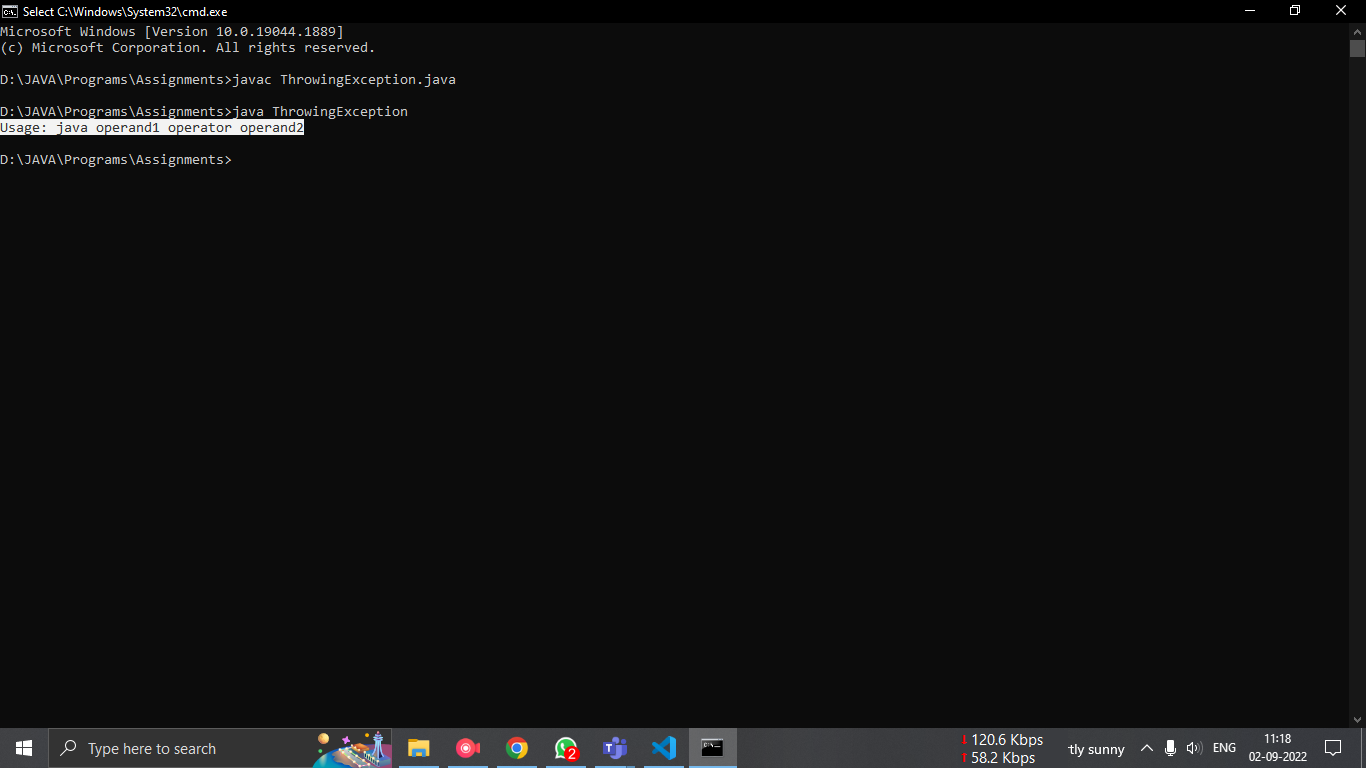 Select C:\Windows\System32\cmd.exe
Microsoft Windows [Version 10.0.19044.1889]
(c) Microsoft Corporation. All rights reserved.
D:\JAVA\Programs\Assignments>javac ThrowingException.java
D:\JAVA\Programs\Assignments>java ThrowingException
Usage: java operand1 operator operand2
D:\JAVA\Programs\Assignments>
Type here to search
2
120.6 Kbps
58.2 Kbps
tly sunny
ENG
11:18
02-09-2022